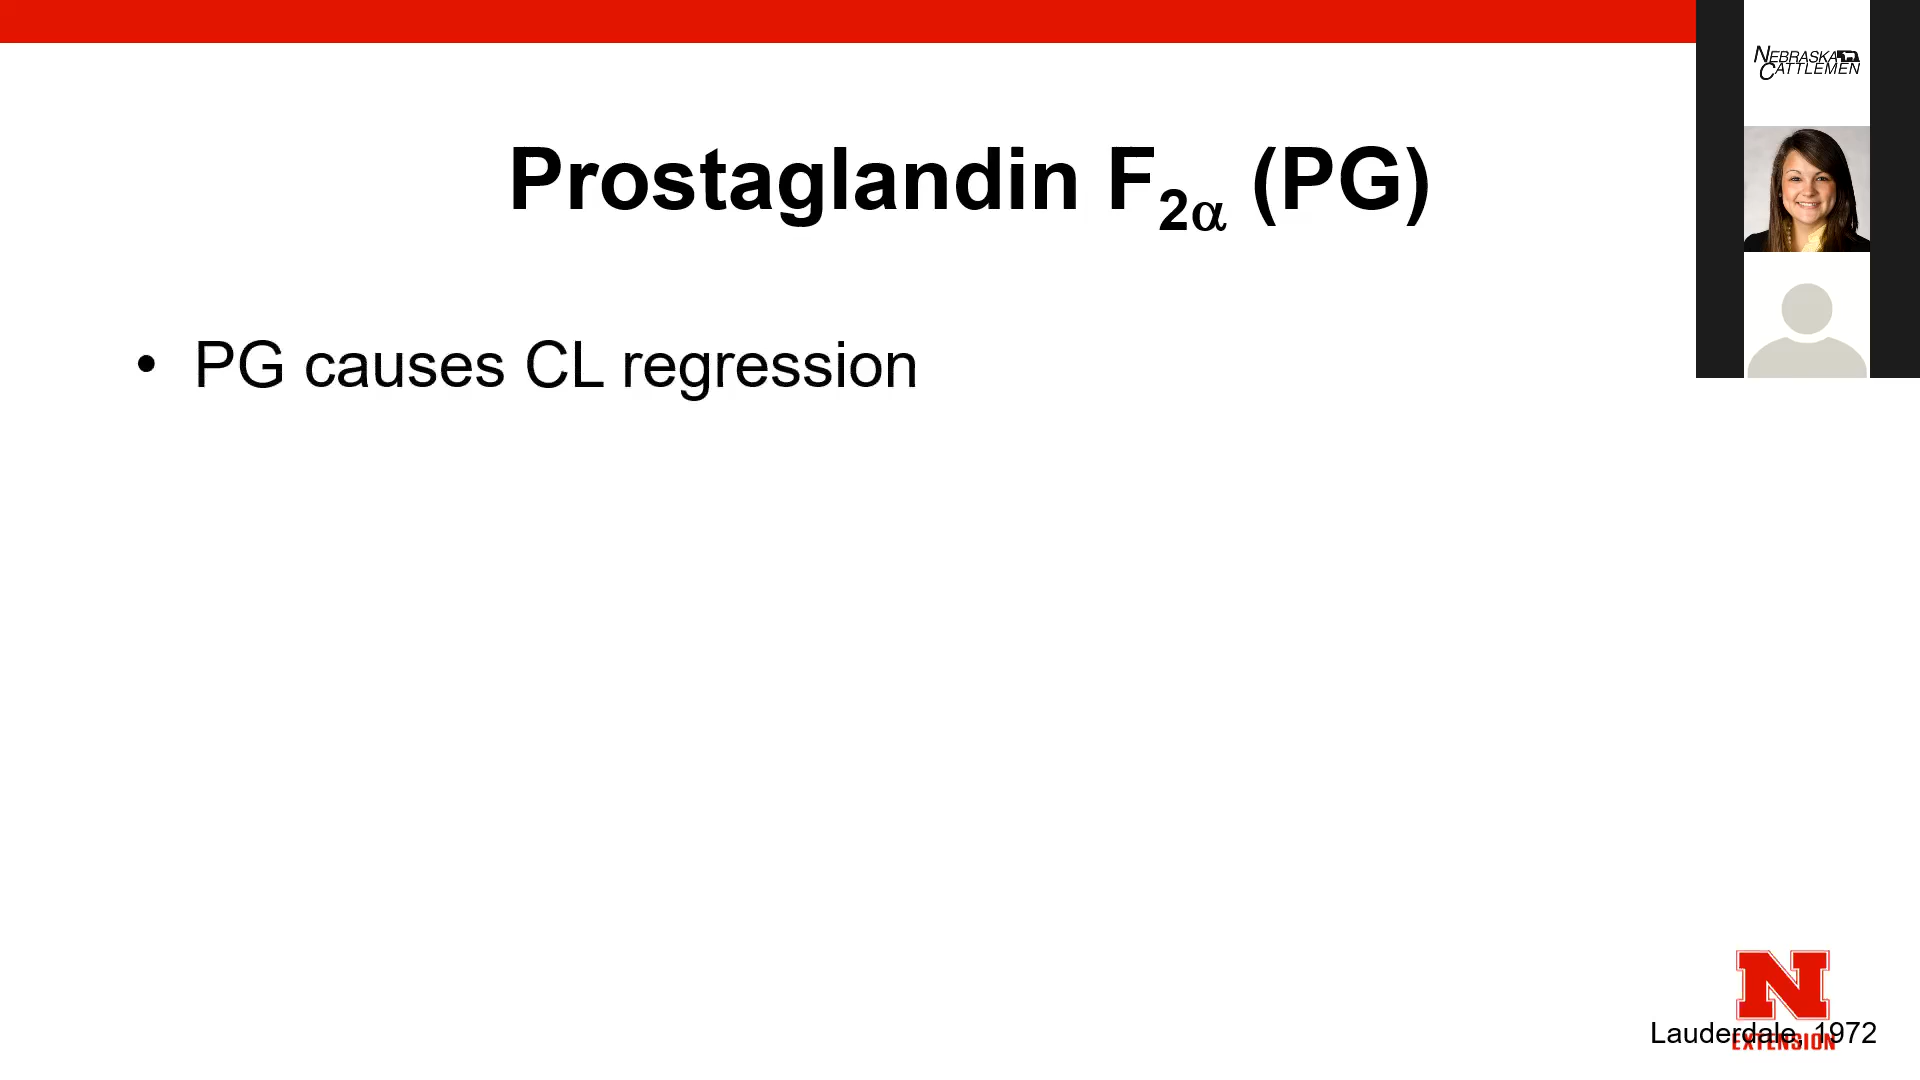 NEBRASKA
CATTLEMEN
Prostaglandin F2α (PG)
• PG causes CL regression
N
Lauderdale, 1972
EXTENSION